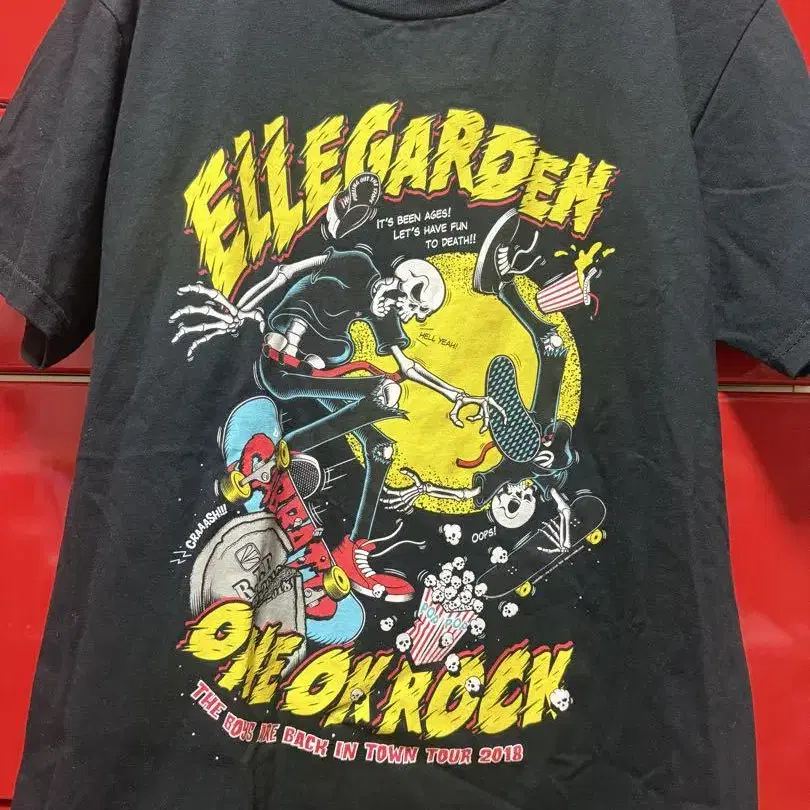 ELLEGARDEN
IT'S BEEN AGES!
LET'S HAVE FUN
TO DEATH!!
HELL YEAH!
CRAAASH!!!
OOPS!
R.I.P
POP
ONE OK ROCK
THE BOYS ARE BACK IN TOWN TOUR 2018